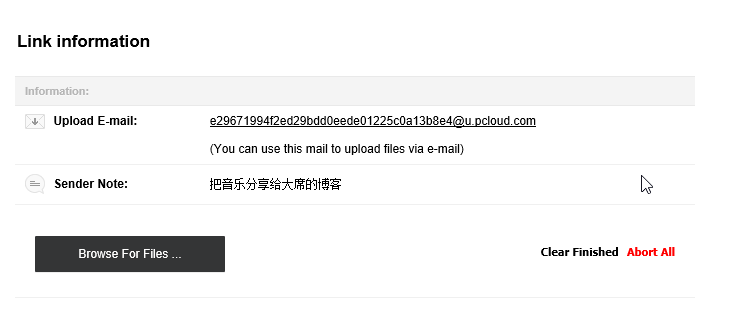 Link information
Information:
Upload E-mail: e29671994f2ed29bdd0eede01225c0a13b8e4@u.pcloud.com
(You can use this mail to upload files via e-mail)
Sender Note: 把音乐分享给大席的博客
Browse For Files ... Clear Finished Abort All